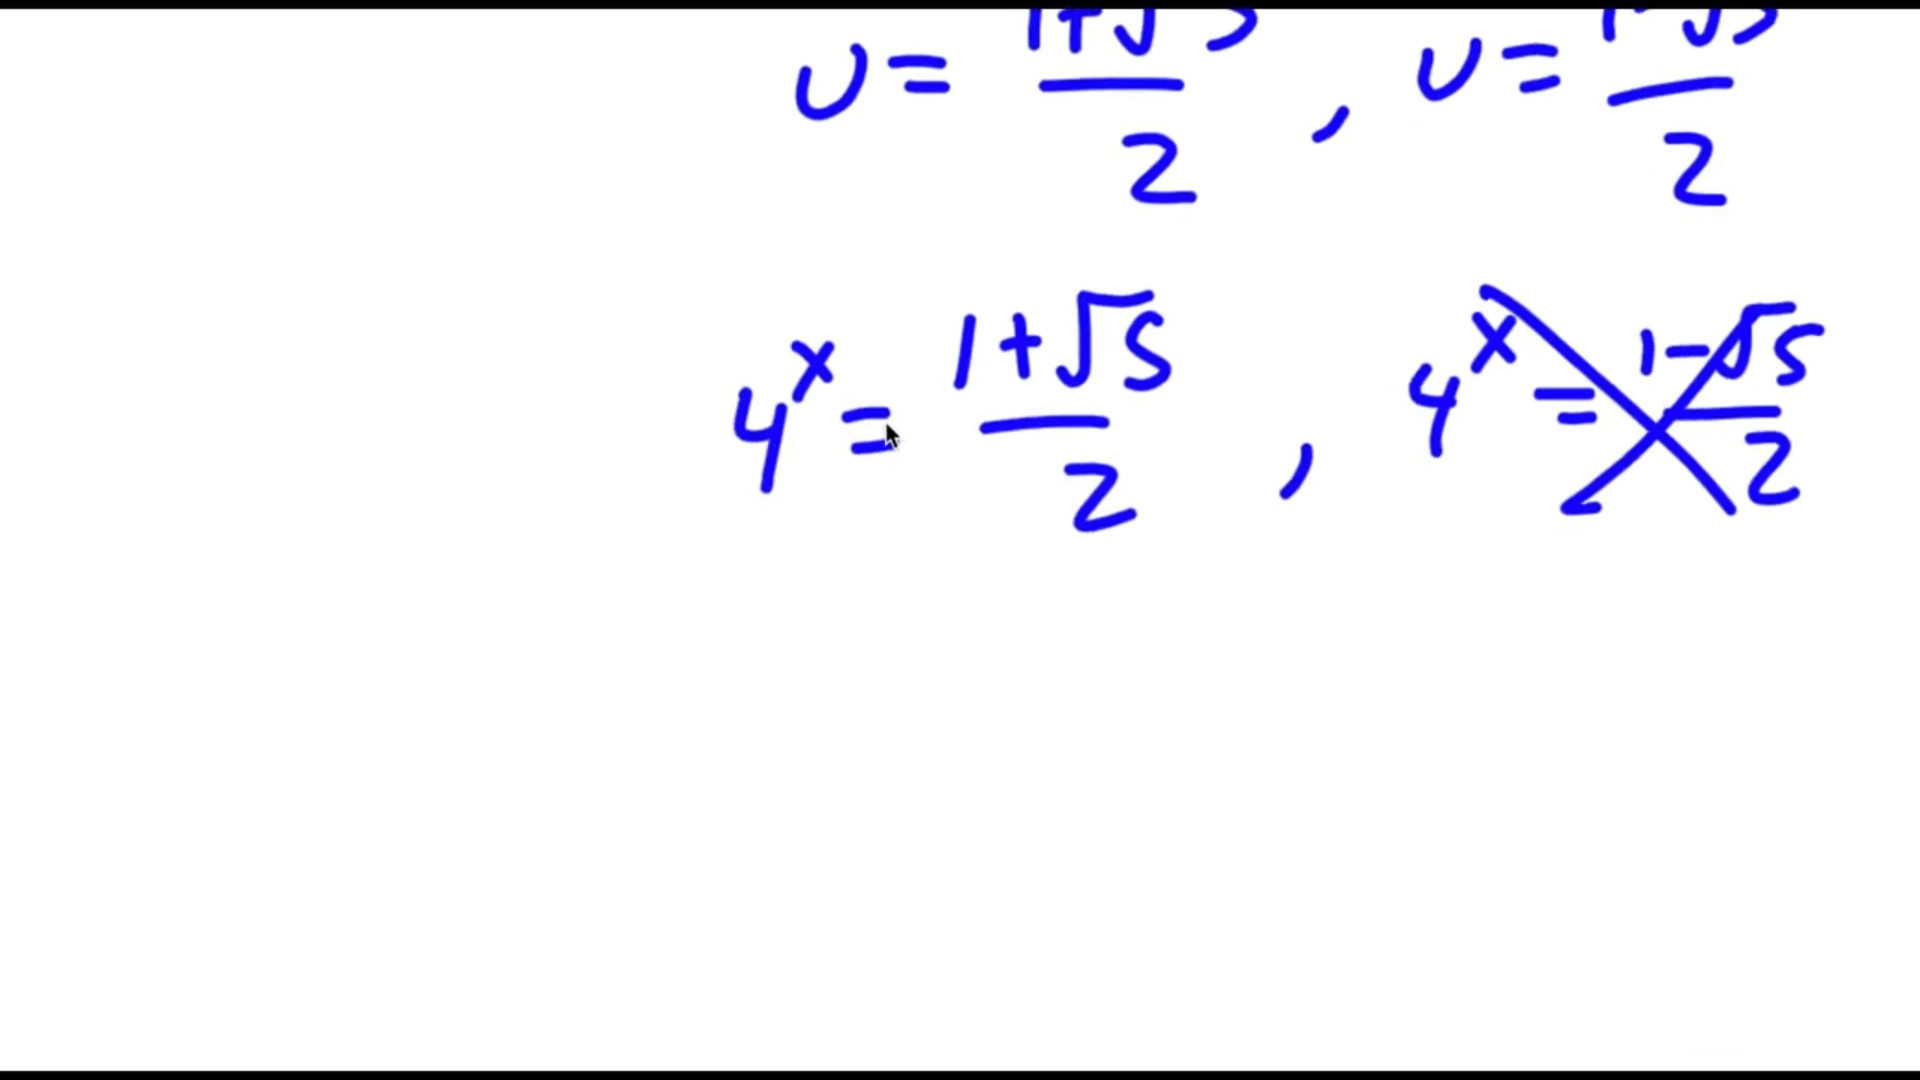 U = (1+√5)/2 , U = (1-√5)/2
4^x = (1+√5)/2 , 4^x = (1-√5)/2